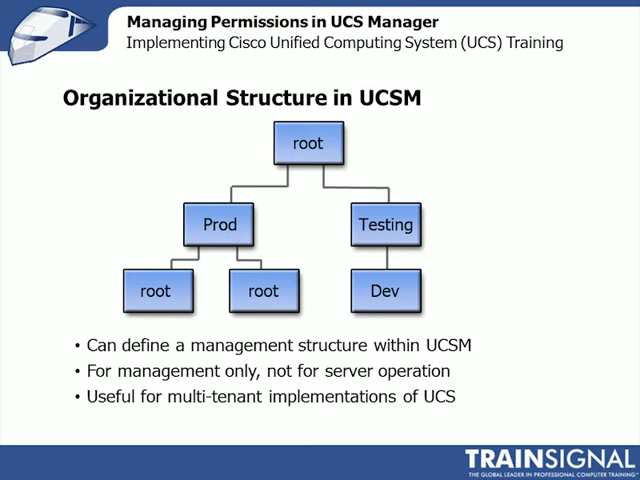 Managing Permissions in UCS Manager
Implementing Cisco Unified Computing System (UCS) Training
Organizational Structure in UCSM
root
Prod
Testing
root
root
Dev
• Can define a management structure within UCSM
• For management only, not for server operation
• Useful for multi-tenant implementations of UCS
TRAINSIGNAL
THE GLOBAL LEADER IN PROFESSIONAL COMPUTER TRAINING